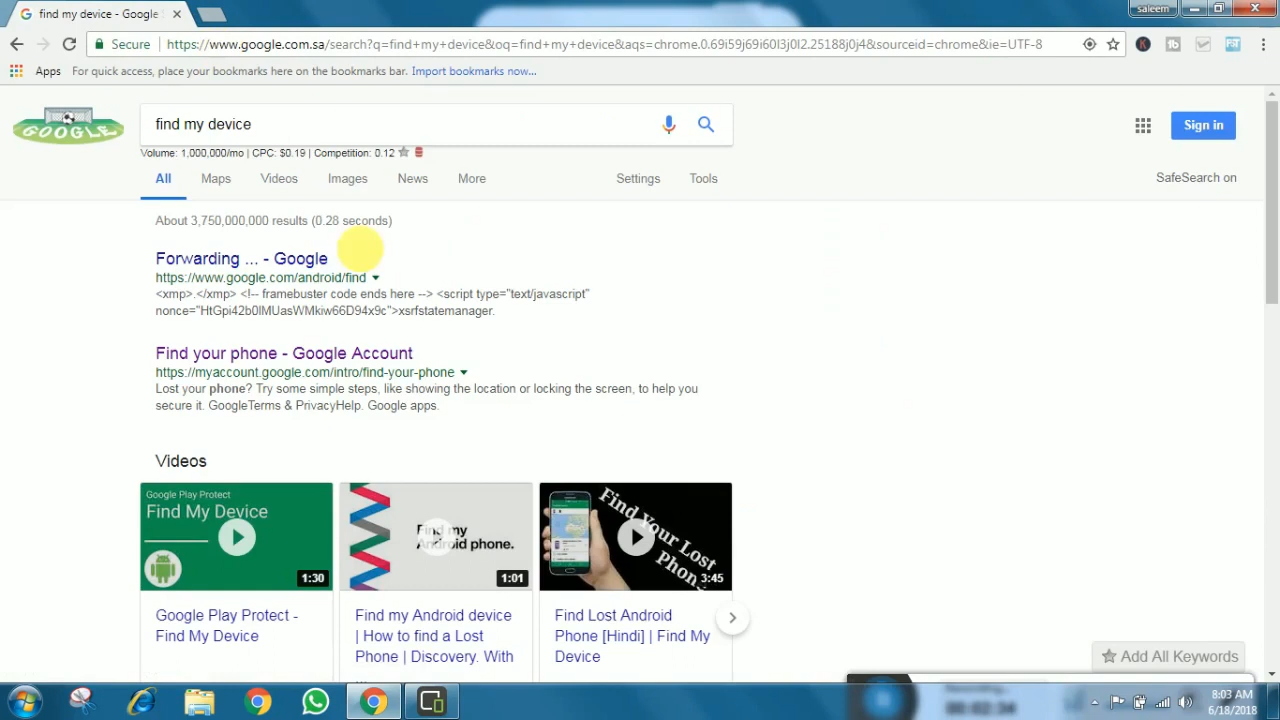 find my device - Google
saleem
Secure
https://www.google.com.sa/search?q=find+my+device&oq=find+my+device&aqs=chrome.0.69i59j69i60l3j0l2.25188j0j4&sourceid=chrome&ie=UTF-8
Apps
For quick access, place your bookmarks here on the bookmarks bar.
Import bookmarks now...
GOOGLE
find my device
Sign in
Volume: 1,000,000/mo | CPC: $0.19 | Competition: 0.12
All
Maps
Videos
Images
News
More
Settings
Tools
SafeSearch on
About 3,750,000,000 results (0.28 seconds)
Forwarding ... - Google
https://www.google.com/android/find
<xmp>.</xmp> <!-- framebuster code ends here --> <script type="text/javascript"
nonce="HtGpi42b0lMUasWMkiw66D94x9c">xsrfstatemanager.
Find your phone - Google Account
https://myaccount.google.com/intro/find-your-phone
Lost your phone? Try some simple steps, like showing the location or locking the screen, to help you
secure it. GoogleTerms & PrivacyHelp. Google apps.
Videos
Google Play Protect
Find My Device
1:30
Find my
Android phone.
1:01
Find Your Lost
Phone
3:45
Google Play Protect -
Find My Device
Find my Android device
| How to find a Lost
Phone | Discovery. With
...
Find Lost Android
Phone [Hindi] | Find My
Device
Add All Keywords
Recording...
00:02:34
8:03 AM
6/18/2018